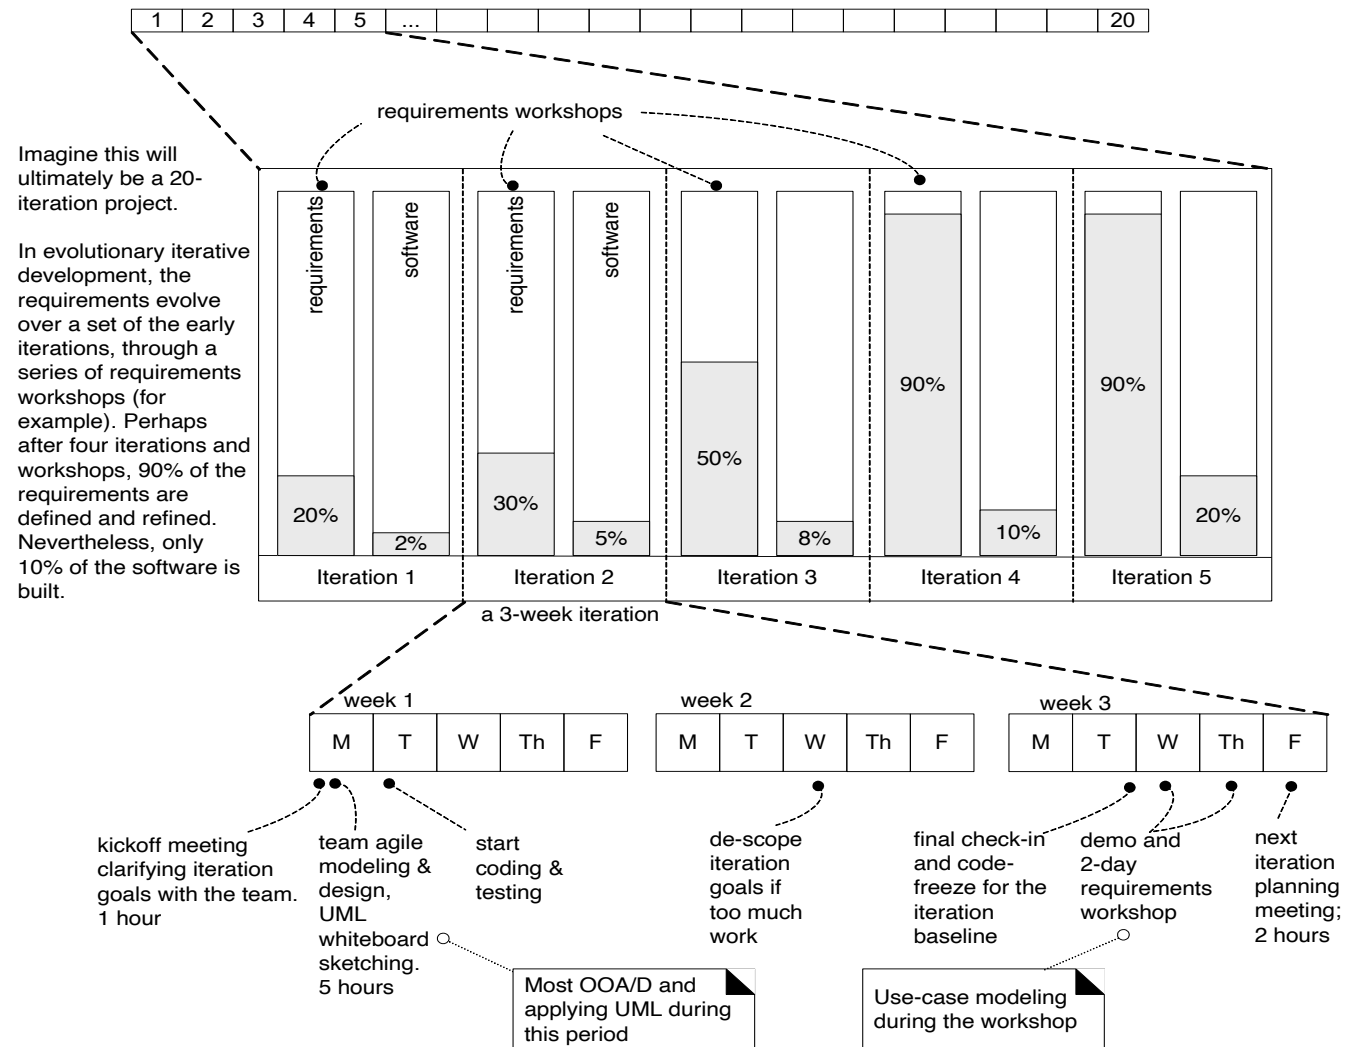 1 2 3 4 5 ... 20
requirements workshops
Imagine this will
ultimately be a 20-
iteration project.
In evolutionary iterative
development, the
requirements evolve
over a set of the early
iterations, through a
series of requirements
workshops (for
example). Perhaps
after four iterations and
workshops, 90% of the
requirements are
defined and refined.
Nevertheless, only
10% of the software is
built.
requirements
software
requirements
software
20%
2%
30%
5%
50%
8%
90%
10%
90%
20%
Iteration 1
Iteration 2
Iteration 3
Iteration 4
Iteration 5
a 3-week iteration
week 1
M T W Th F
week 2
M T W Th F
week 3
M T W Th F
kickoff meeting
clarifying iteration
goals with the team.
1 hour
team agile
modeling &
design,
UML
whiteboard
sketching.
5 hours
start
coding &
testing
de-scope
iteration
goals if
too much
work
final check-in
and code-
freeze for the
iteration
baseline
demo and
2-day
requirements
workshop
next
iteration
planning
meeting;
2 hours
Most OOA/D and
applying UML during
this period
Use-case modeling
during the workshop